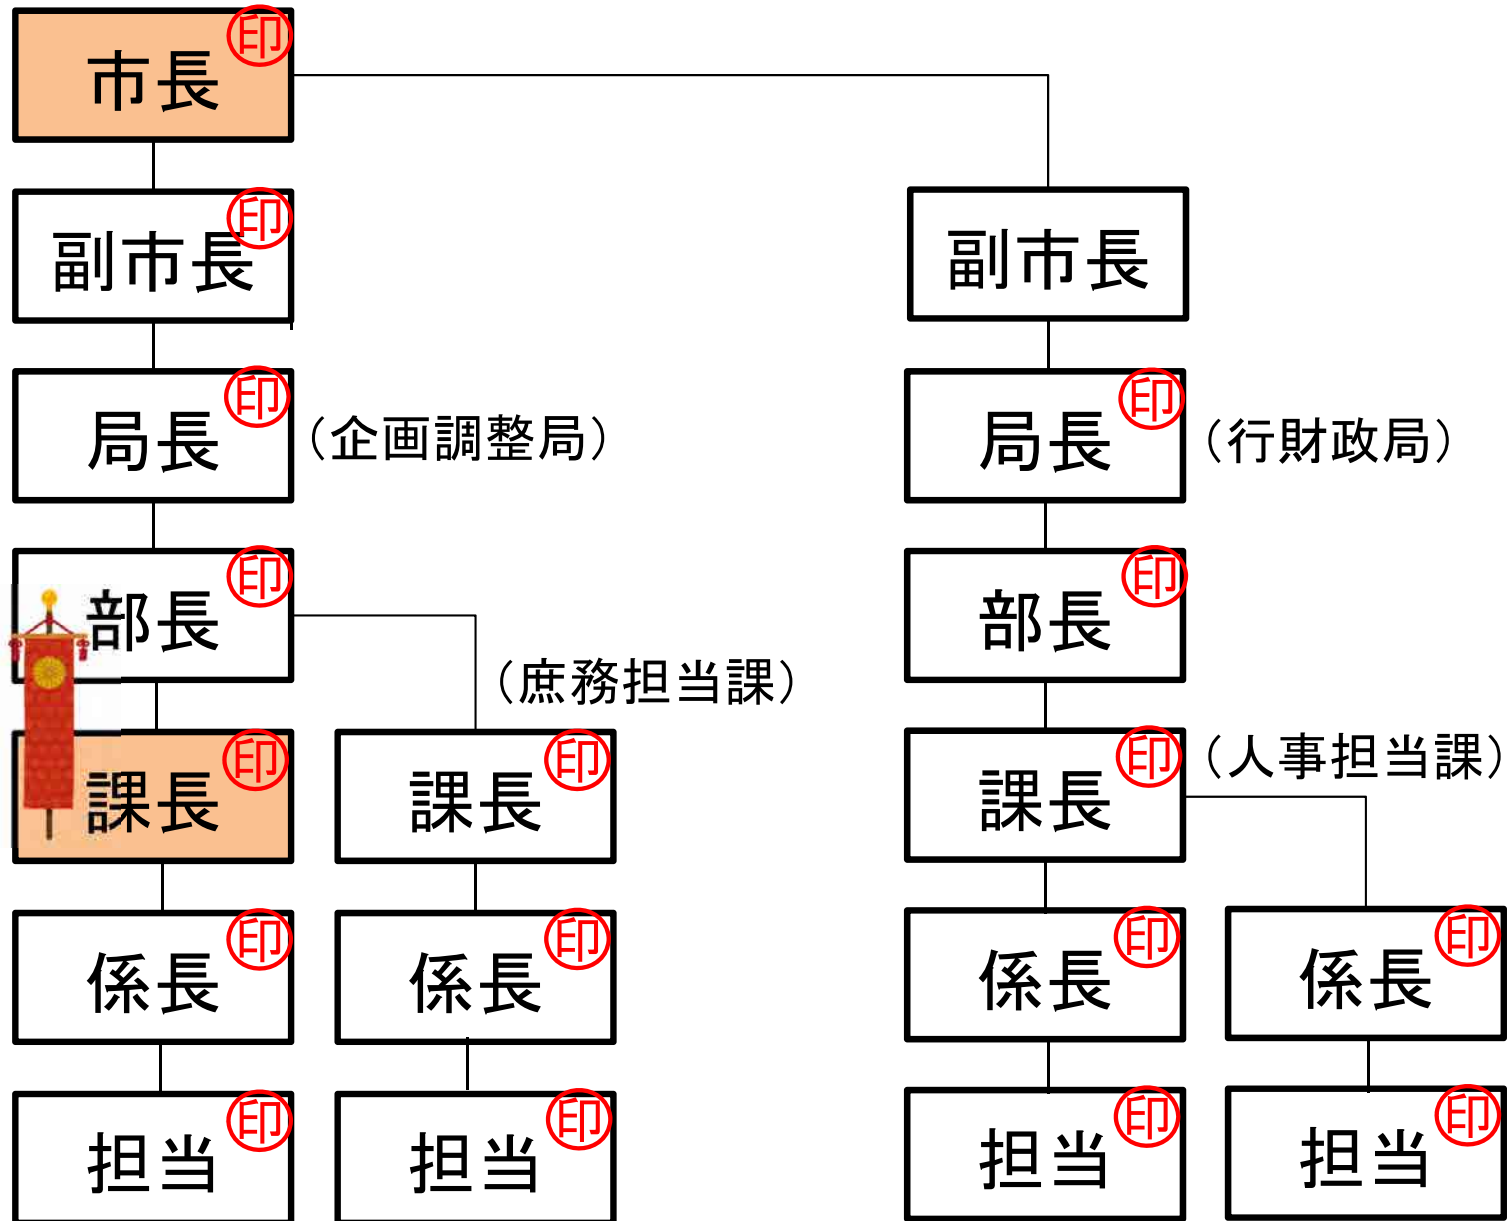 市長 印
副市長 印
副市長
局長 印 （企画調整局）
局長 印 （行財政局）
部長 印
部長 印
（庶務担当課）
課長 印
課長 印
課長 印 （人事担当課）
係長 印
係長 印
係長 印
係長 印
担当 印
担当 印
担当 印
担当 印